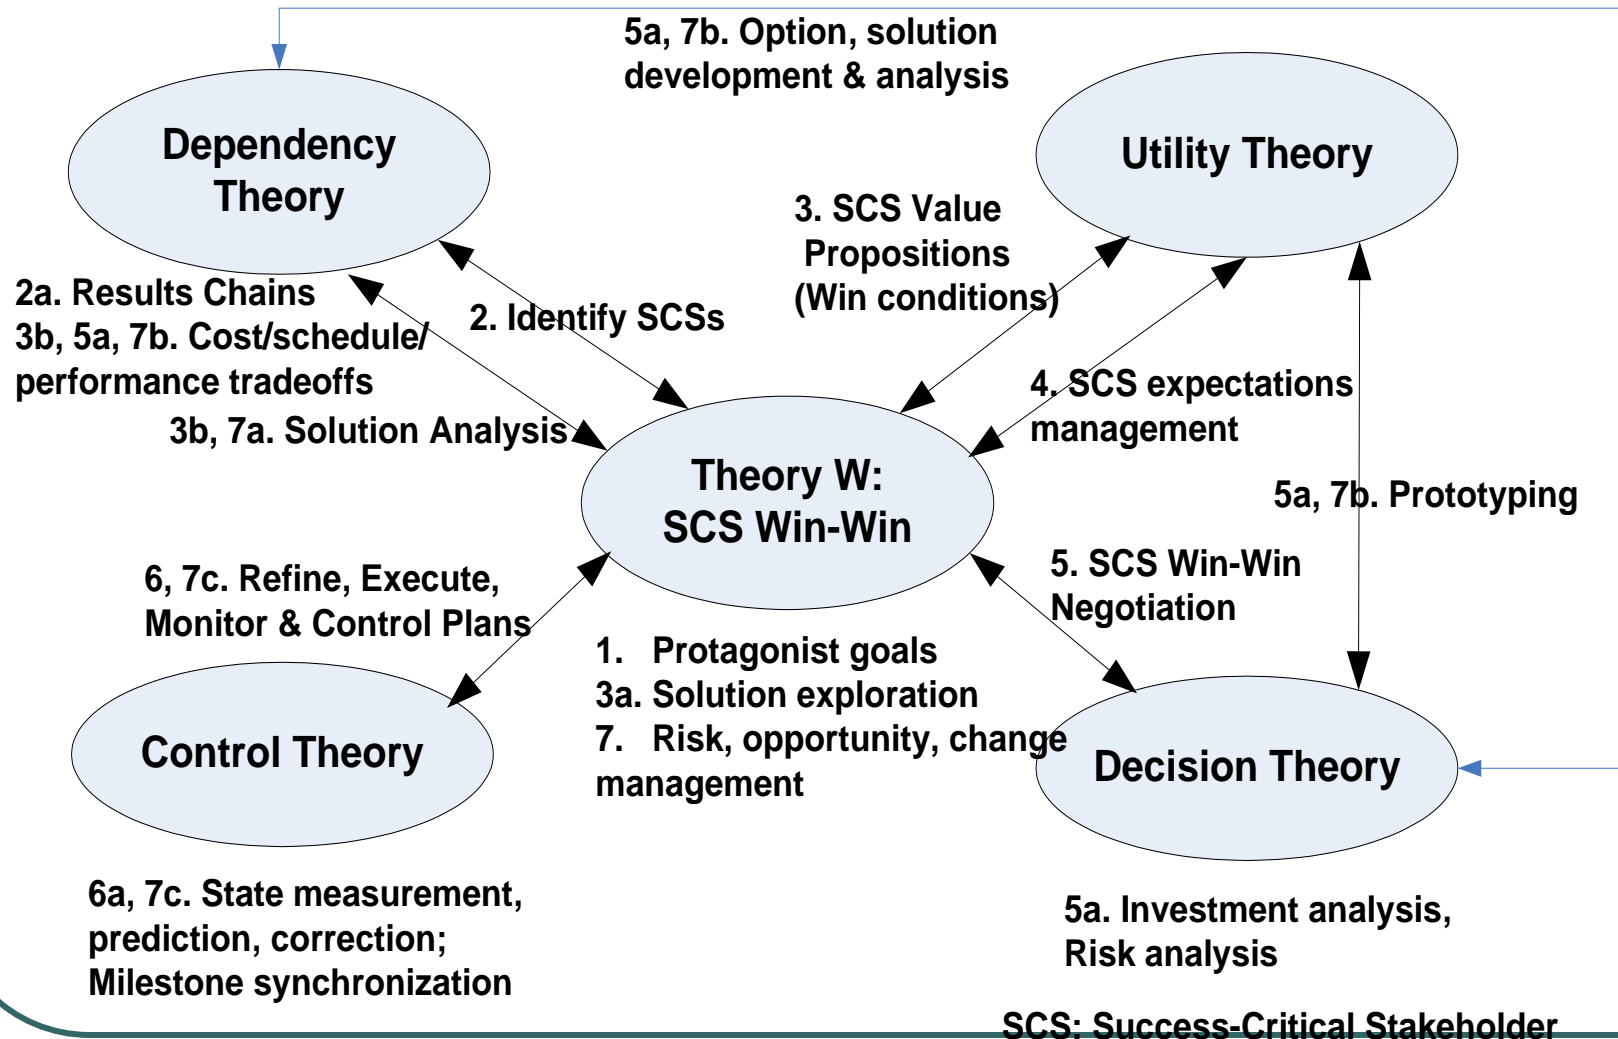 5a, 7b. Option, solution
development & analysis
Dependency
Theory
Utility Theory
3. SCS Value
Propositions
(Win conditions)
2a. Results Chains
3b, 5a, 7b. Cost/schedule/
performance tradeoffs
2. Identify SCSs
4. SCS expectations
management
3b, 7a. Solution Analysis
Theory W:
SCS Win-Win
5a, 7b. Prototyping
6, 7c. Refine, Execute,
Monitor & Control Plans
5. SCS Win-Win
Negotiation
1. Protagonist goals
3a. Solution exploration
7. Risk, opportunity, change
management
Control Theory
Decision Theory
6a, 7c. State measurement,
prediction, correction;
Milestone synchronization
5a. Investment analysis,
Risk analysis
SCS: Success-Critical Stakeholder